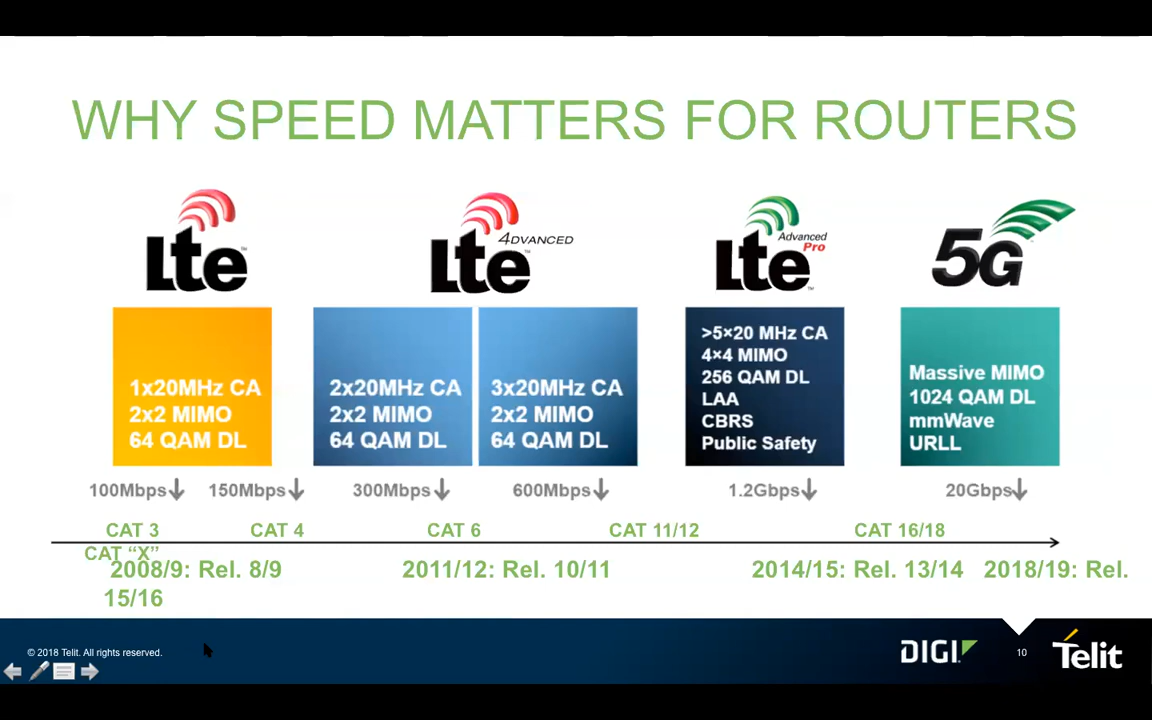 WHY SPEED MATTERS FOR ROUTERS
Lte™
Lte™ 4DVANCED
Lte™ Advanced Pro
5G
1x20MHz CA
2x2 MIMO
64 QAM DL
2x20MHz CA
2x2 MIMO
64 QAM DL
3x20MHz CA
2x2 MIMO
64 QAM DL
>5×20 MHz CA
4×4 MIMO
256 QAM DL
LAA
CBRS
Public Safety
Massive MIMO
1024 QAM DL
mmWave
URLL
100Mbps↓ 150Mbps↓ 300Mbps↓ 600Mbps↓ 1.2Gbps↓ 20Gbps↓
CAT 3 CAT 4 CAT 6 CAT 11/12 CAT 16/18
CAT “X”
2008/9: Rel. 8/9 2011/12: Rel. 10/11 2014/15: Rel. 13/14 2018/19: Rel.
15/16
© 2018 Telit. All rights reserved.
DIGI
10
Telit